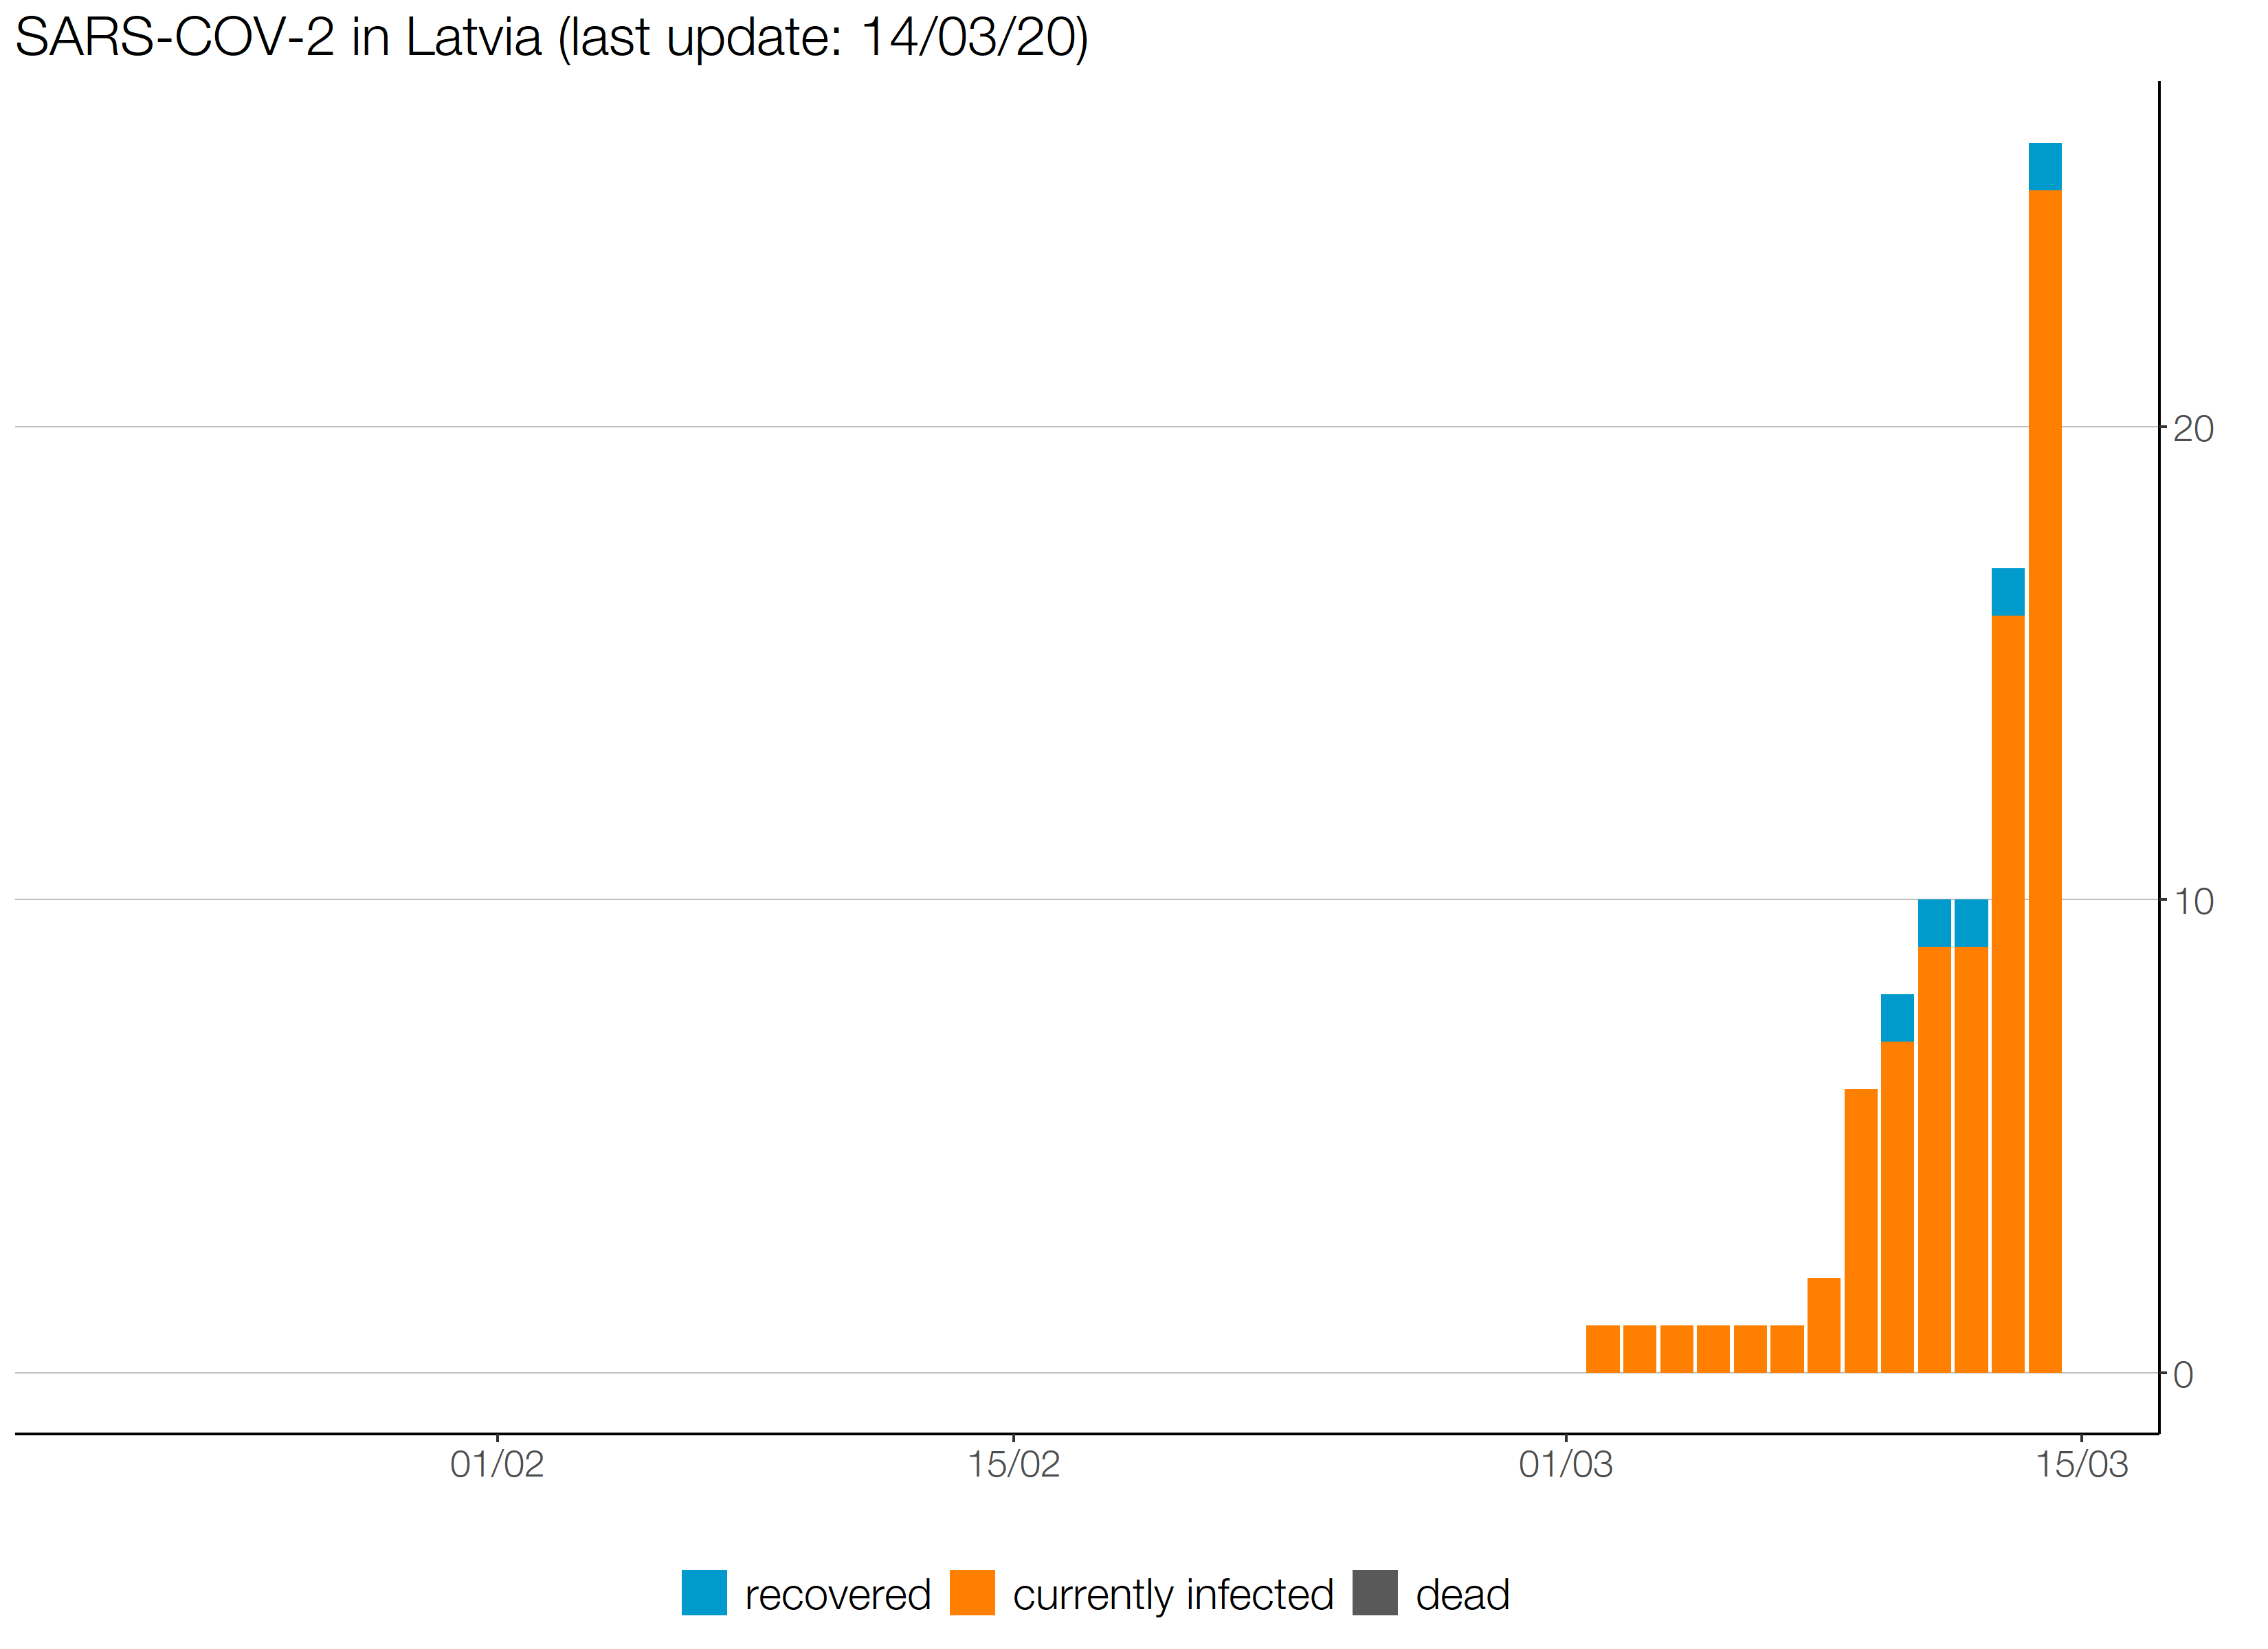 SARS-COV-2 in Latvia (last update: 14/03/20)
20
10
0
01/02 15/02 01/03 15/03
recovered currently infected dead